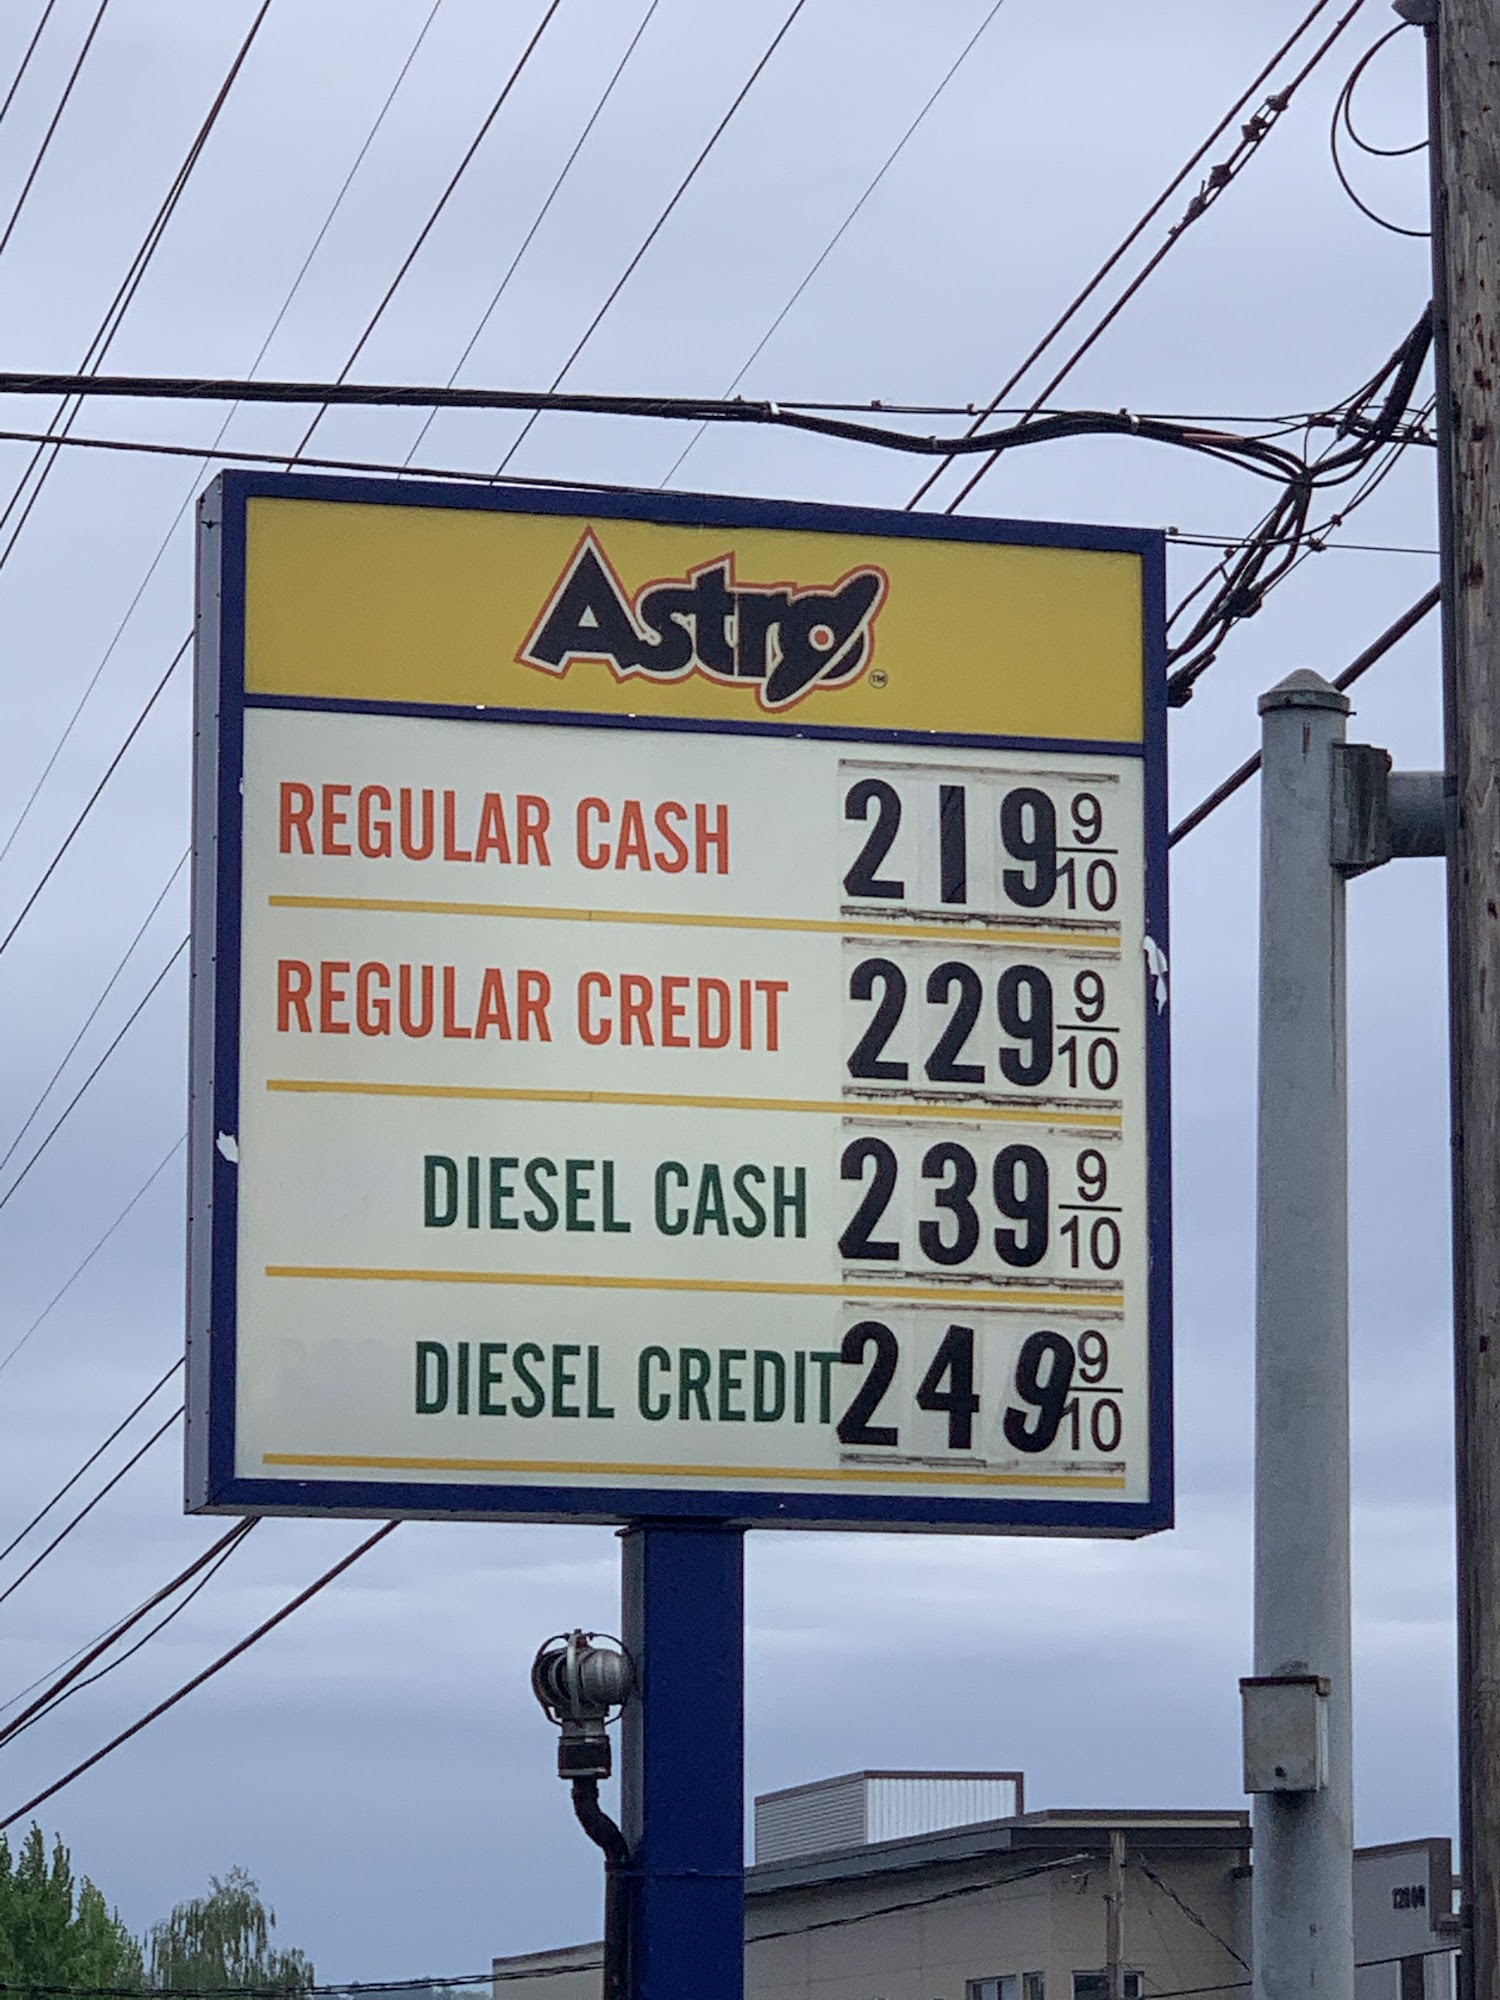 Astro
TM
REGULAR CASH 219 9/10
REGULAR CREDIT 229 9/10
DIESEL CASH 239 9/10
DIESEL CREDIT 249 9/10